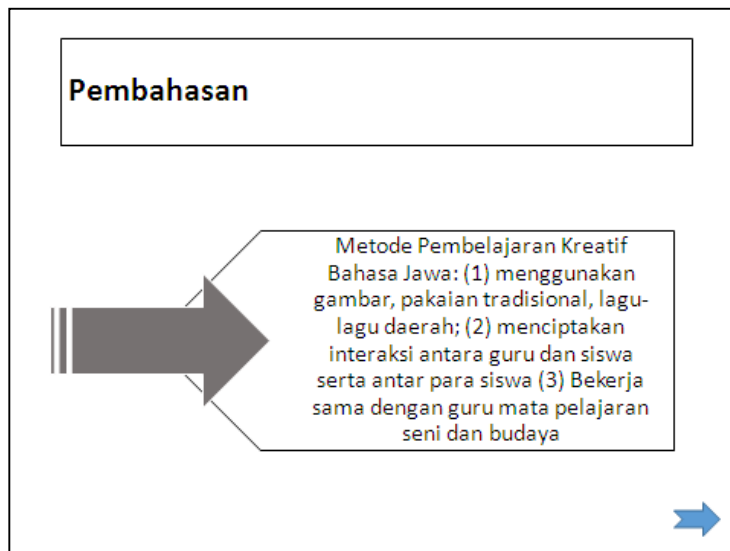 Pembahasan
Metode Pembelajaran Kreatif
Bahasa Jawa: (1) menggunakan
gambar, pakaian tradisional, lagu-
lagu daerah; (2) menciptakan
interaksi antara guru dan siswa
serta antar para siswa (3) Bekerja
sama dengan guru mata pelajaran
seni dan budaya